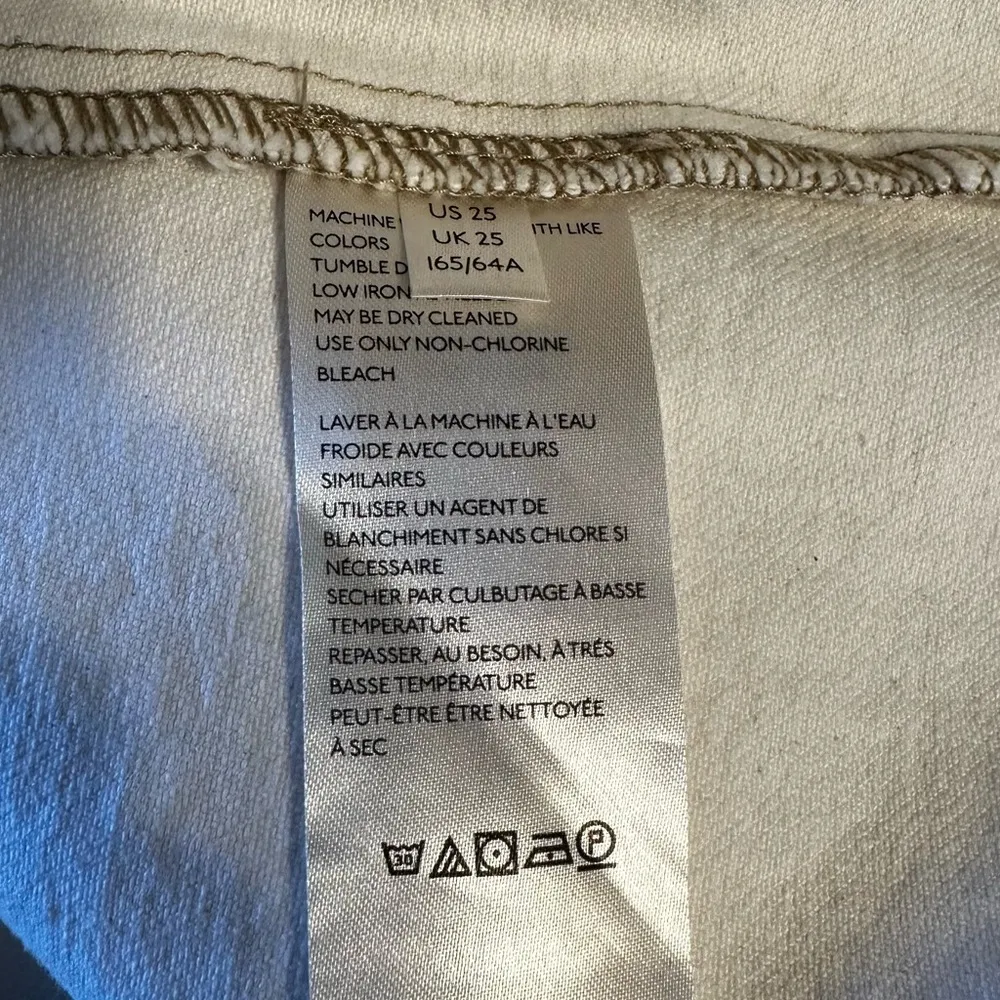 US 25
UK 25
165/64A
MACHINE ITH LIKE
COLORS
TUMBLE D
LOW IRON
MAY BE DRY CLEANED
USE ONLY NON-CHLORINE
BLEACH
LAVER À LA MACHINE À L'EAU
FROIDE AVEC COULEURS
SIMILAIRES
UTILISER UN AGENT DE
BLANCHIMENT SANS CHLORE SI
NÉCESSAIRE
SECHER PAR CULBUTAGE À BASSE
TEMPERATURE
REPASSER, AU BESOIN, À TRÉS
BASSE TEMPÉRATURE
PEUT-ÊTRE ÊTRE NETTOYÉE
À SEC
30
P